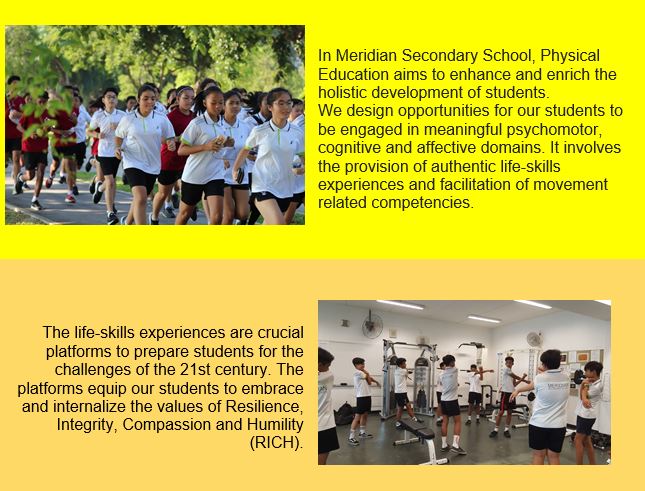 In Meridian Secondary School, Physical
Education aims to enhance and enrich the
holistic development of students.
We design opportunities for our students to
be engaged in meaningful psychomotor,
cognitive and affective domains. It involves
the provision of authentic life-skills
experiences and facilitation of movement
related competencies.
The life-skills experiences are crucial
platforms to prepare students for the
challenges of the 21st century. The
platforms equip our students to embrace
and internalize the values of Resilience,
Integrity, Compassion and Humility
(RICH).
MERIDIAN